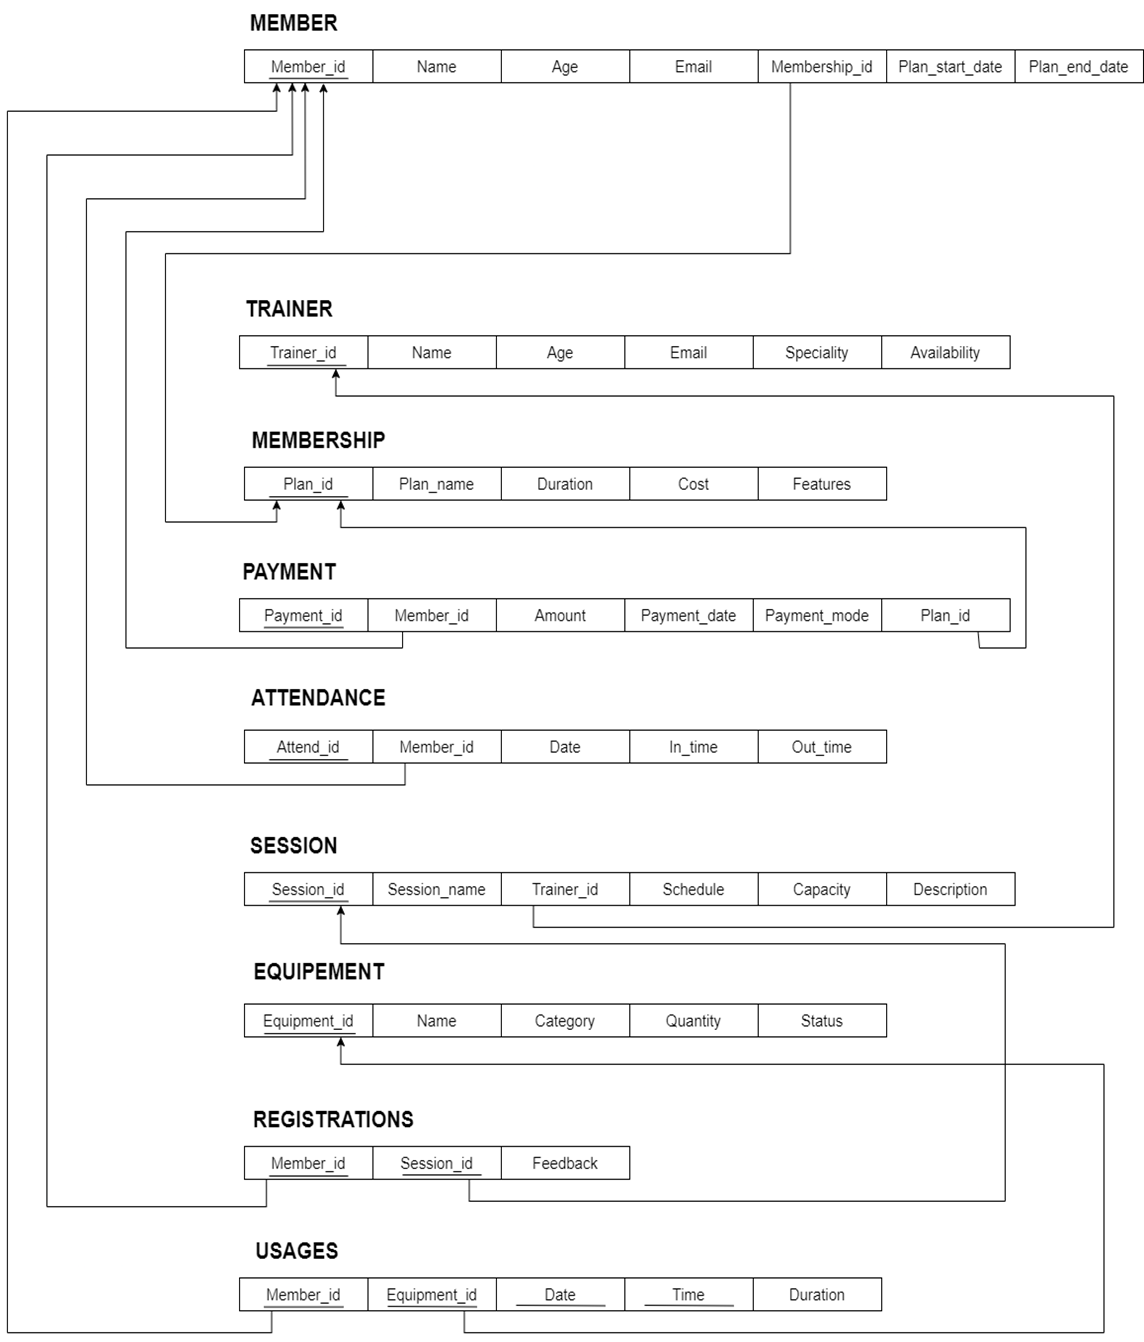 MEMBER
Member_id Name Age Email Membership_id Plan_start_date Plan_end_date
TRAINER
Trainer_id Name Age Email Speciality Availability
MEMBERSHIP
Plan_id Plan_name Duration Cost Features
PAYMENT
Payment_id Member_id Amount Payment_date Payment_mode Plan_id
ATTENDANCE
Attend_id Member_id Date In_time Out_time
SESSION
Session_id Session_name Trainer_id Schedule Capacity Description
EQUIPEMENT
Equipment_id Name Category Quantity Status
REGISTRATIONS
Member_id Session_id Feedback
USAGES
Member_id Equipment_id Date Time Duration